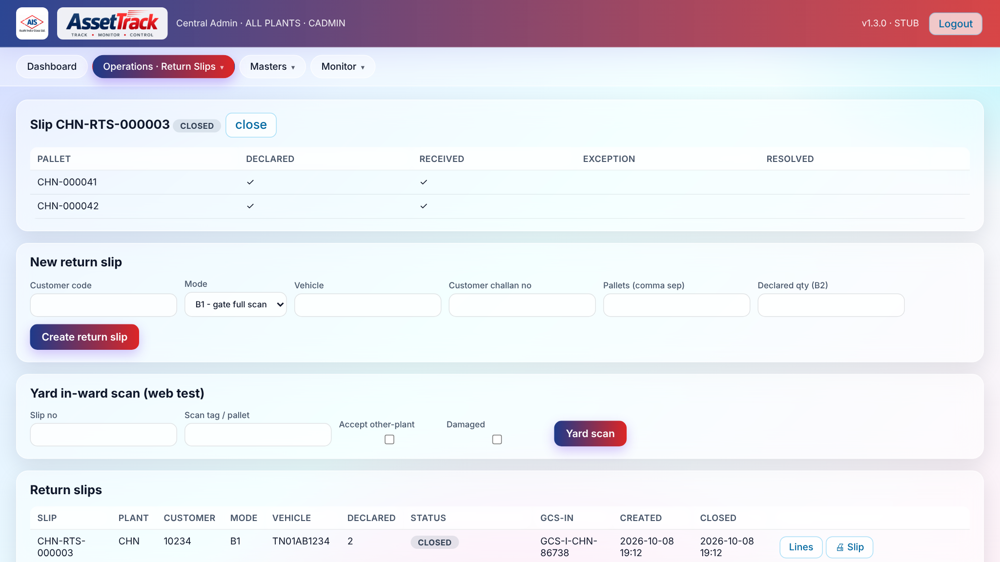 AIS
Asahi India Glass Ltd.
AssetTrack
TRACK • MONITOR • CONTROL
Central Admin · ALL PLANTS · CADMIN
v1.3.0 · STUB
Logout
Dashboard
Operations · Return Slips ▾
Masters ▾
Monitor ▾
Slip CHN-RTS-000003 CLOSED close
PALLET DECLARED RECEIVED EXCEPTION RESOLVED
CHN-000041 ✓ ✓
CHN-000042 ✓ ✓
New return slip
Customer code Mode Vehicle Customer challan no Pallets (comma sep) Declared qty (B2)
B1 - gate full scan
Create return slip
Yard in-ward scan (web test)
Slip no Scan tag / pallet Accept other-plant Damaged
Yard scan
Return slips
SLIP PLANT CUSTOMER MODE VEHICLE DECLARED STATUS GCS-IN CREATED CLOSED
CHN-RTS- CHN 10234 B1 TN01AB1234 2 CLOSED GCS-I-CHN- 2026-10-08 2026-10-08 Lines Slip
000003 86738 19:12 19:12